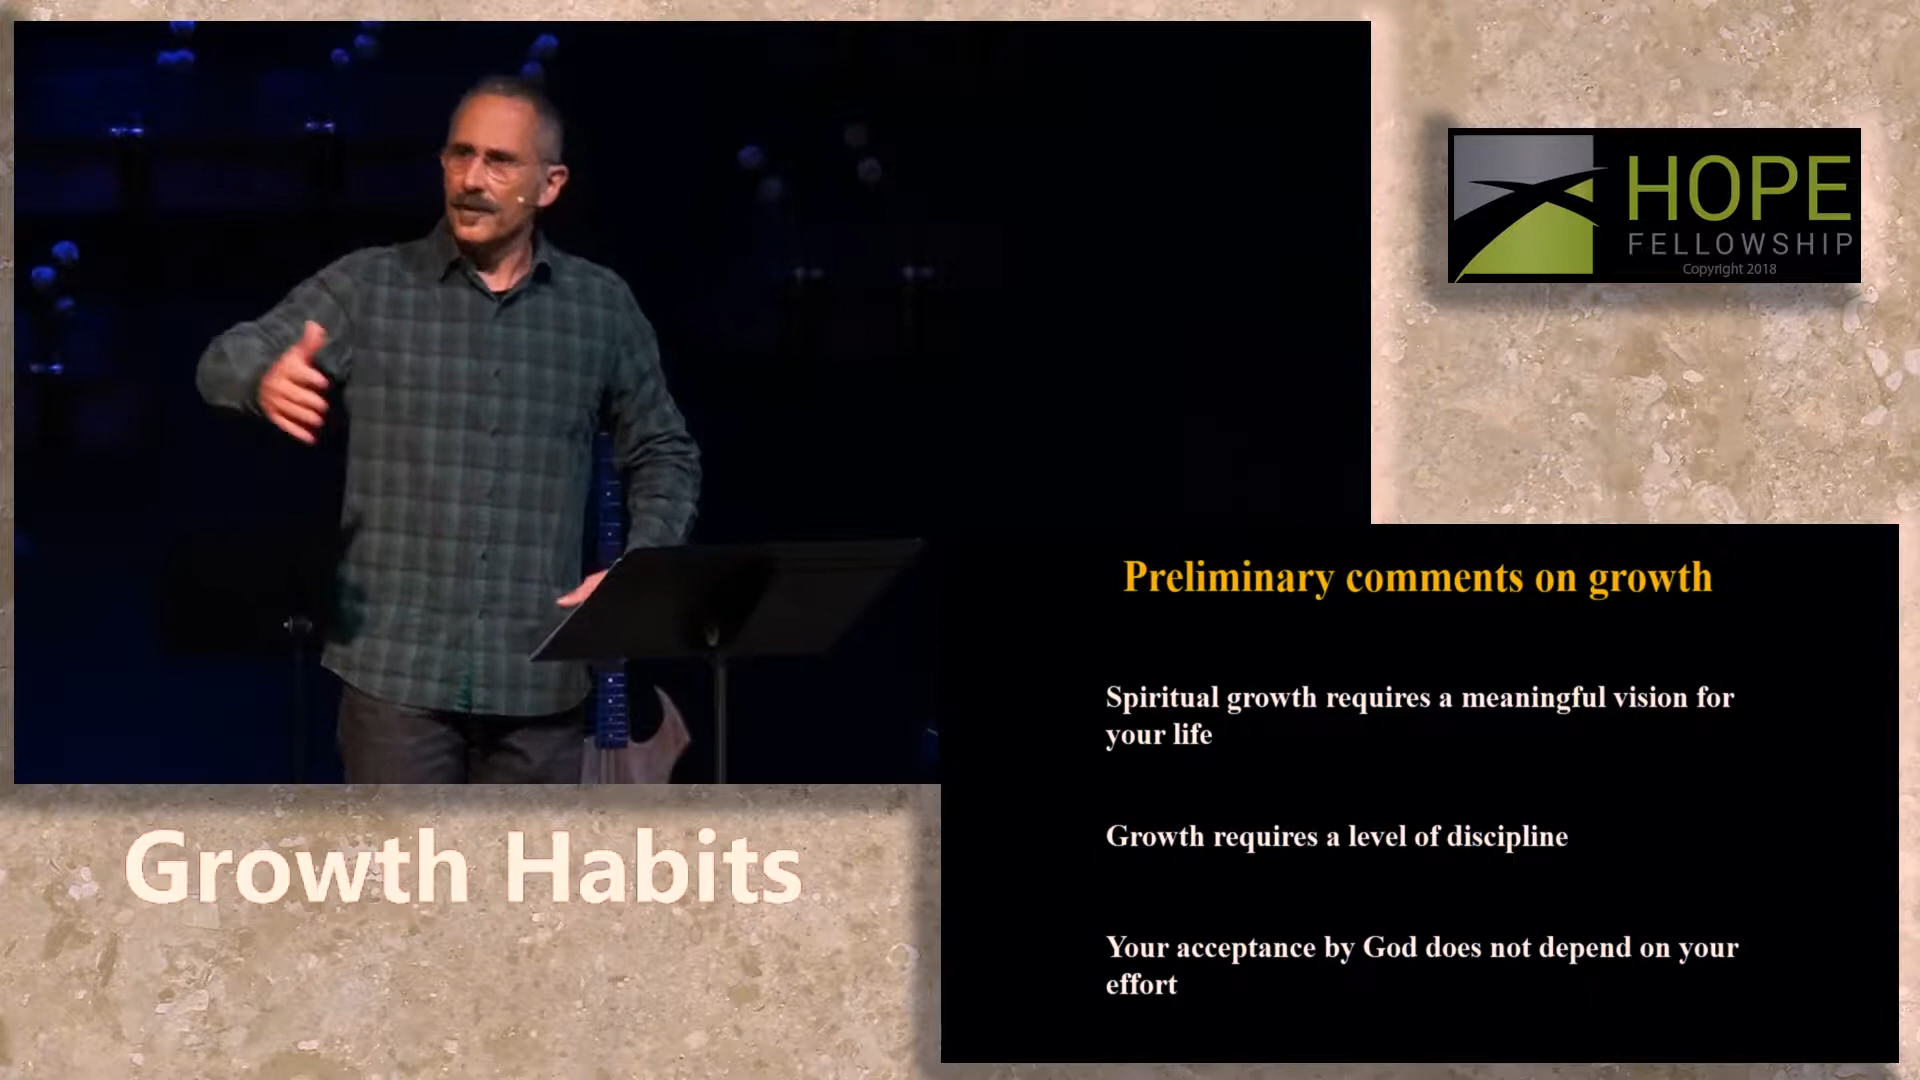 HOPE
FELLOWSHIP
Copyright 2018
Preliminary comments on growth
Spiritual growth requires a meaningful vision for
your life
Growth requires a level of discipline
Your acceptance by God does not depend on your
effort
Growth Habits